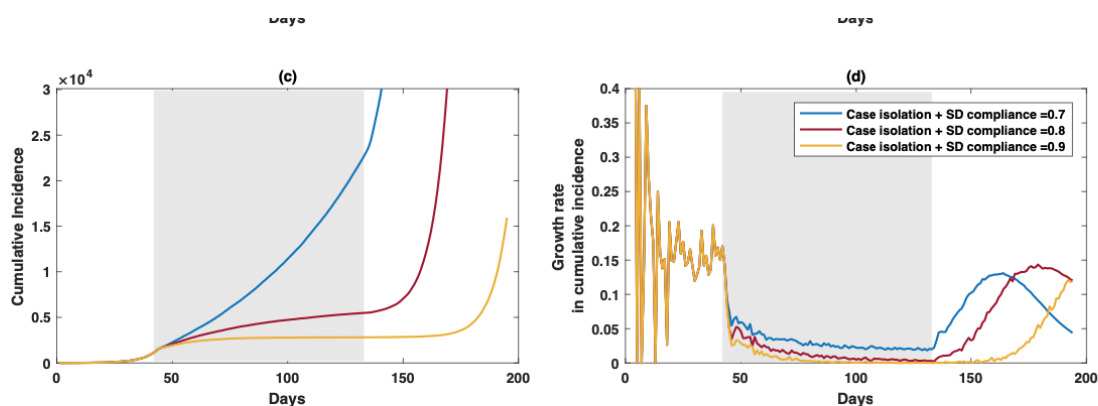 Days
Days
(c)
×10⁴
3
2.5
2
1.5
1
0.5
0
0 50 100 150 200
Days
Cumulative Incidence
(d)
0.4
0.35
0.3
0.25
0.2
0.15
0.1
0.05
0
0 50 100 150 200
Days
Growth rate
in cumulative incidence
Case isolation + SD compliance =0.7
Case isolation + SD compliance =0.8
Case isolation + SD compliance =0.9